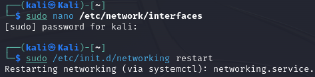 (kali㉿Kali)-[~]
$ sudo nano /etc/network/interfaces
[sudo] password for kali:
(kali㉿Kali)-[~]
$ sudo /etc/init.d/networking restart
Restarting networking (via systemctl): networking.service.